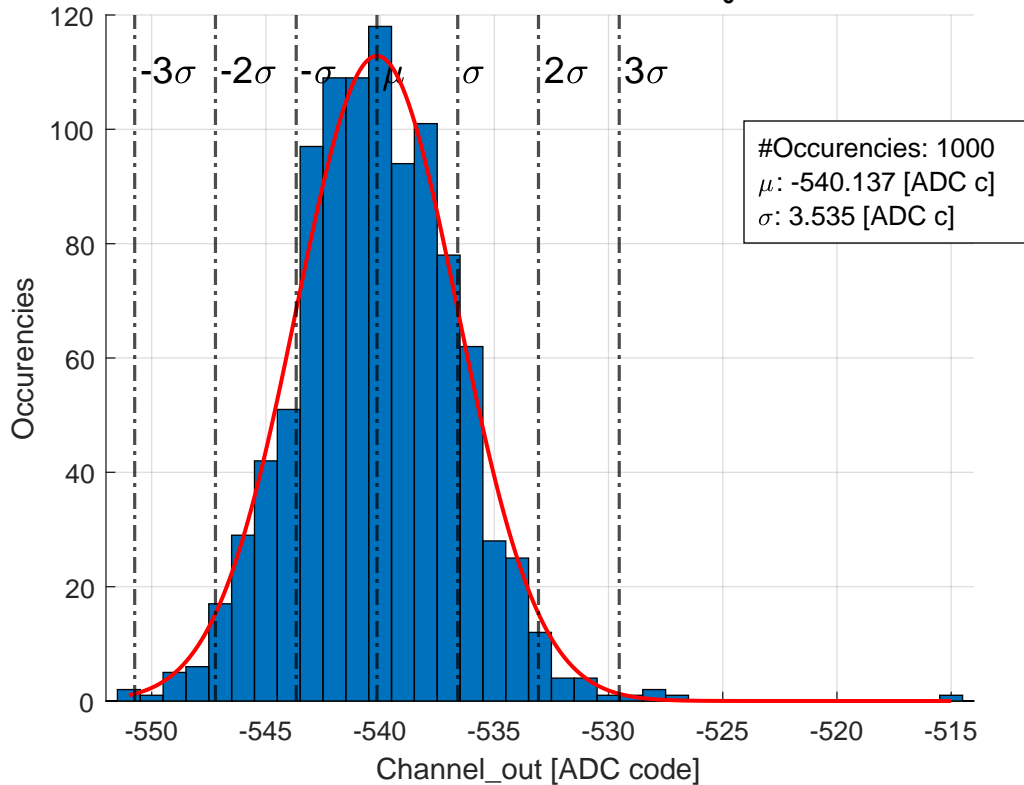 120
100
80
60
40
20
0
Occurencies
-3σ
-2σ
-σ
μ
σ
2σ
3σ
#Occurencies: 1000
μ: -540.137 [ADC c]
σ: 3.535 [ADC c]
-550
-545
-540
-535
-530
-525
-520
-515
Channel_out [ADC code]